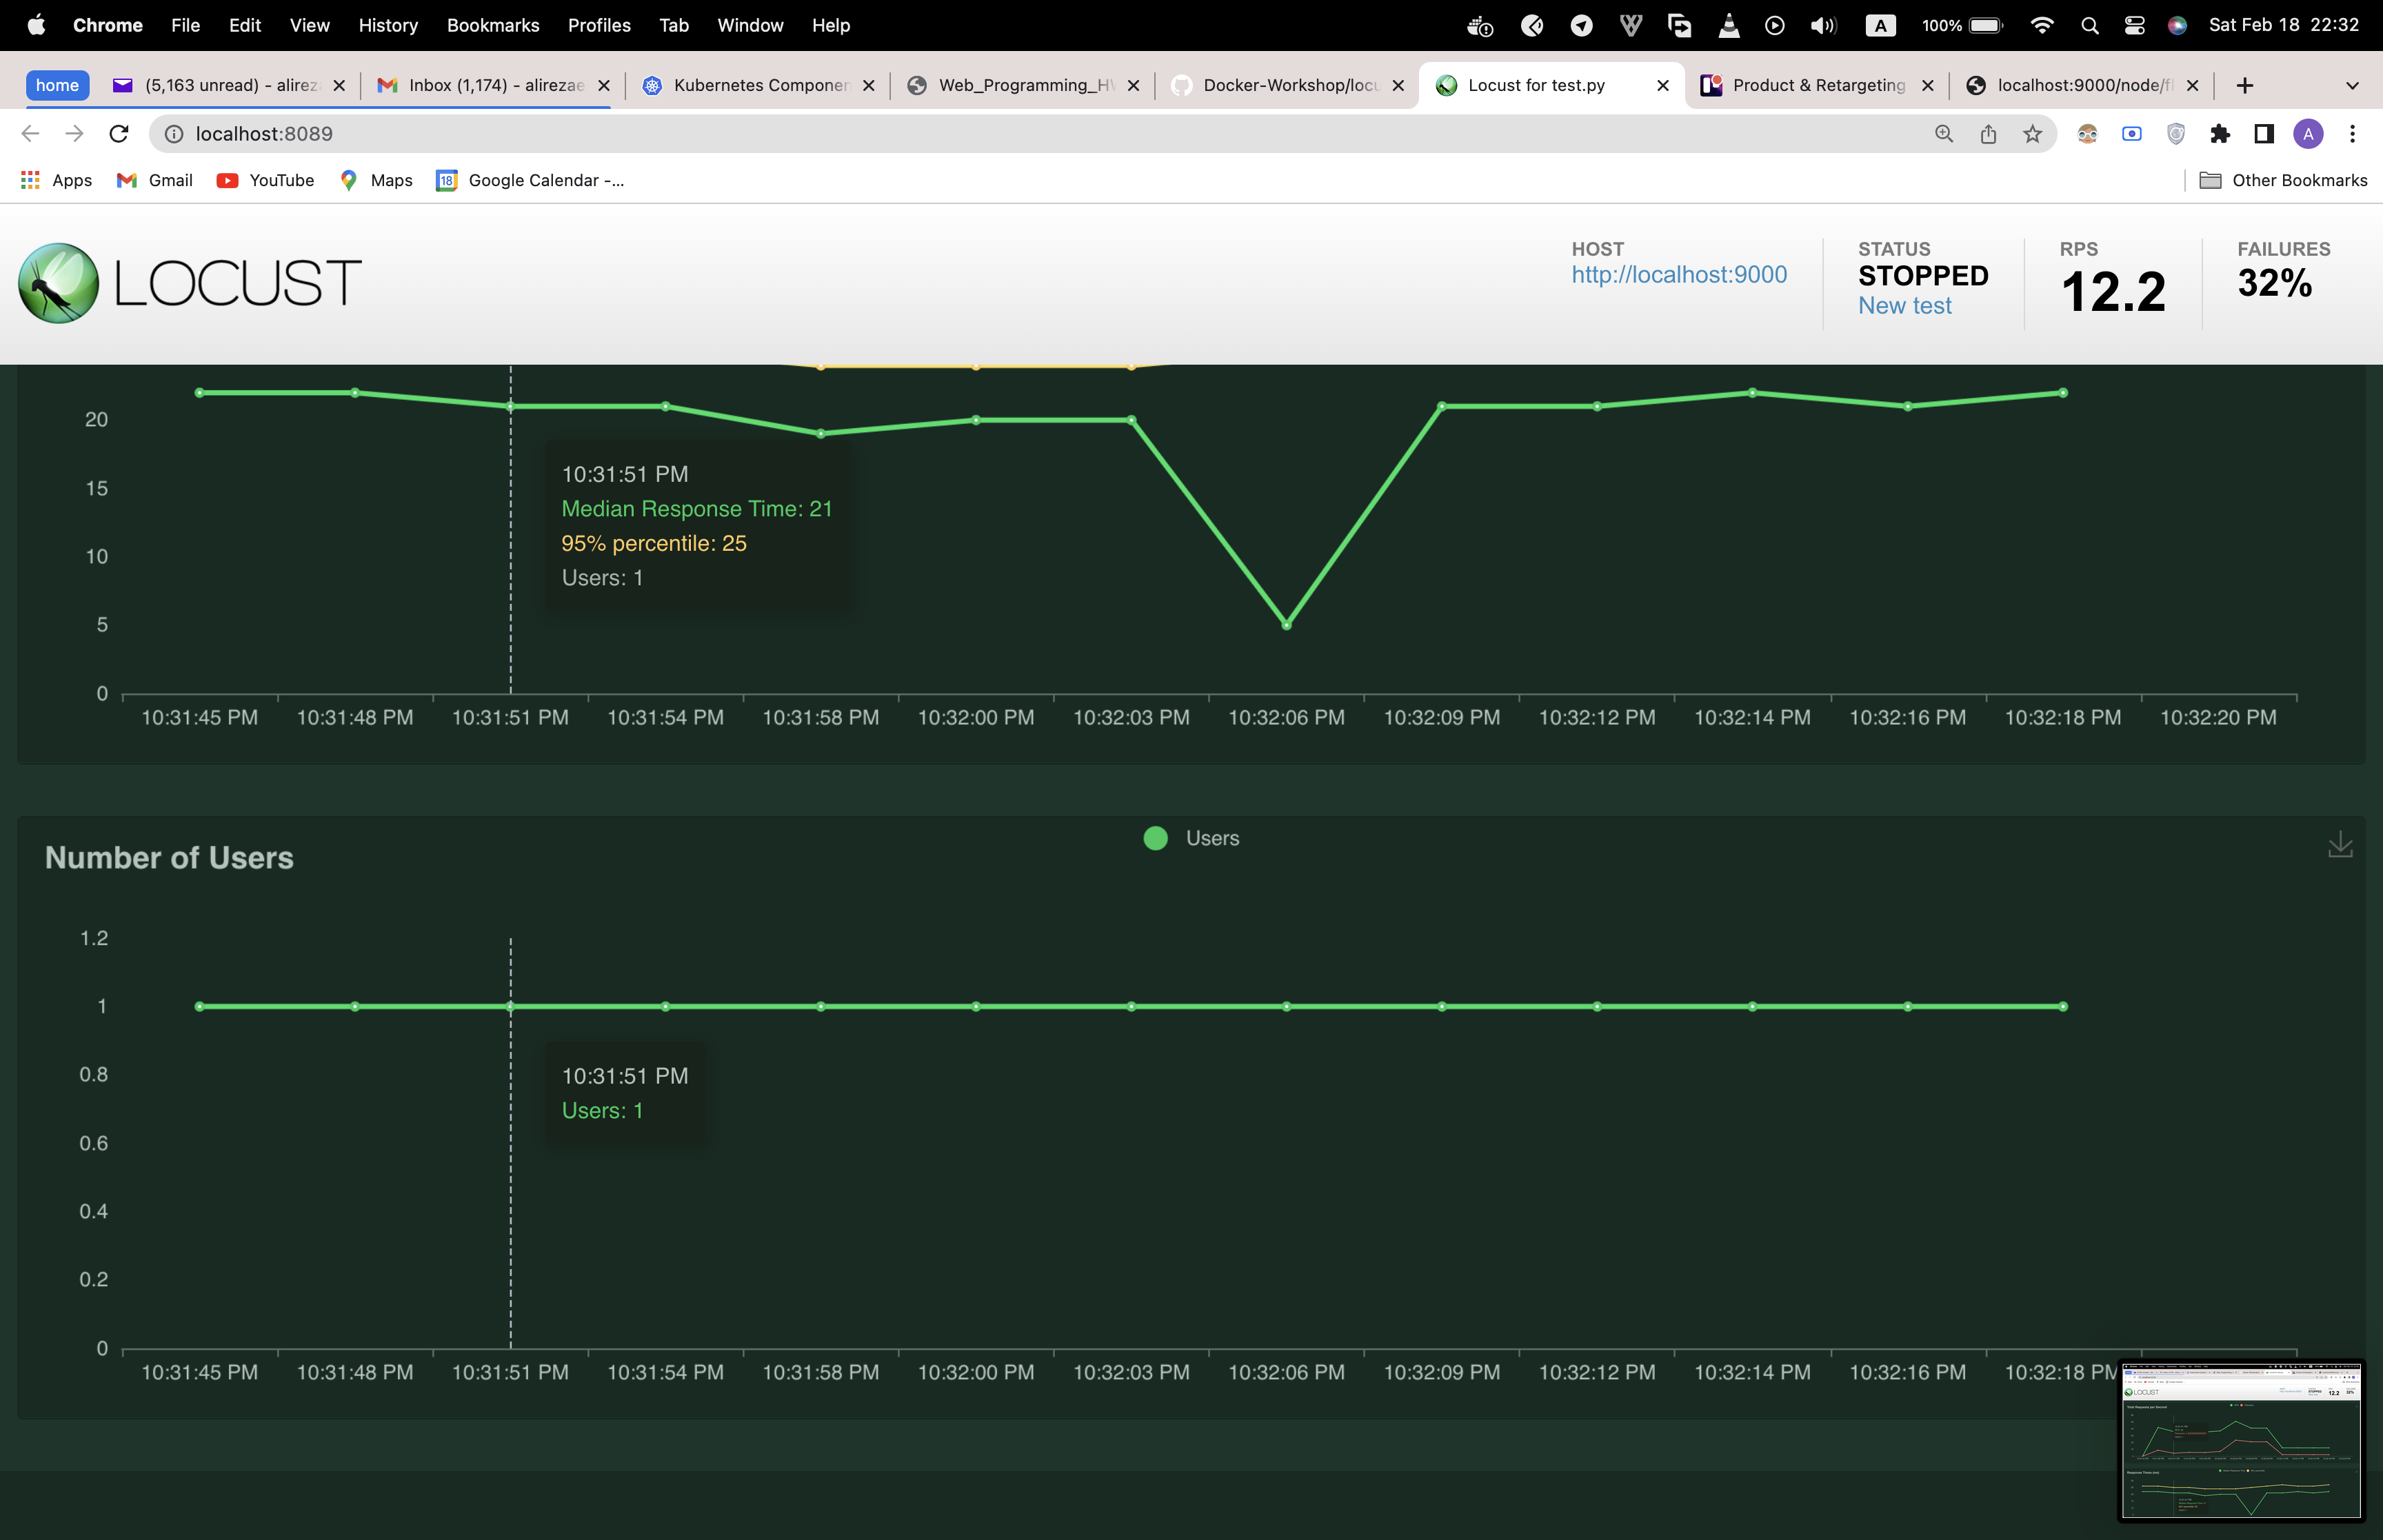 Chrome File Edit View History Bookmarks Profiles Tab Window Help A 100% Sat Feb 18 22:32
home (5,163 unread) - alirez Inbox (1,174) - alirezae Kubernetes Componen Web_Programming_HW Docker-Workshop/locu Locust for test.py Product & Retargeting localhost:9000/node/fl
localhost:8089 A
Apps Gmail YouTube Maps 18 Google Calendar -... Other Bookmarks
LOCUST
HOST
http://localhost:9000
STATUS
STOPPED
New test
RPS
12.2
FAILURES
32%
20
15
10
5
0
10:31:51 PM
Median Response Time: 21
95% percentile: 25
Users: 1
10:31:45 PM 10:31:48 PM 10:31:51 PM 10:31:54 PM 10:31:58 PM 10:32:00 PM 10:32:03 PM 10:32:06 PM 10:32:09 PM 10:32:12 PM 10:32:14 PM 10:32:16 PM 10:32:18 PM 10:32:20 PM
Number of Users
Users
1.2
1
0.8
0.6
0.4
0.2
0
10:31:51 PM
Users: 1
10:31:45 PM 10:31:48 PM 10:31:51 PM 10:31:54 PM 10:31:58 PM 10:32:00 PM 10:32:03 PM 10:32:06 PM 10:32:09 PM 10:32:12 PM 10:32:14 PM 10:32:16 PM 10:32:18 PM
LOCUST
12.2
32%